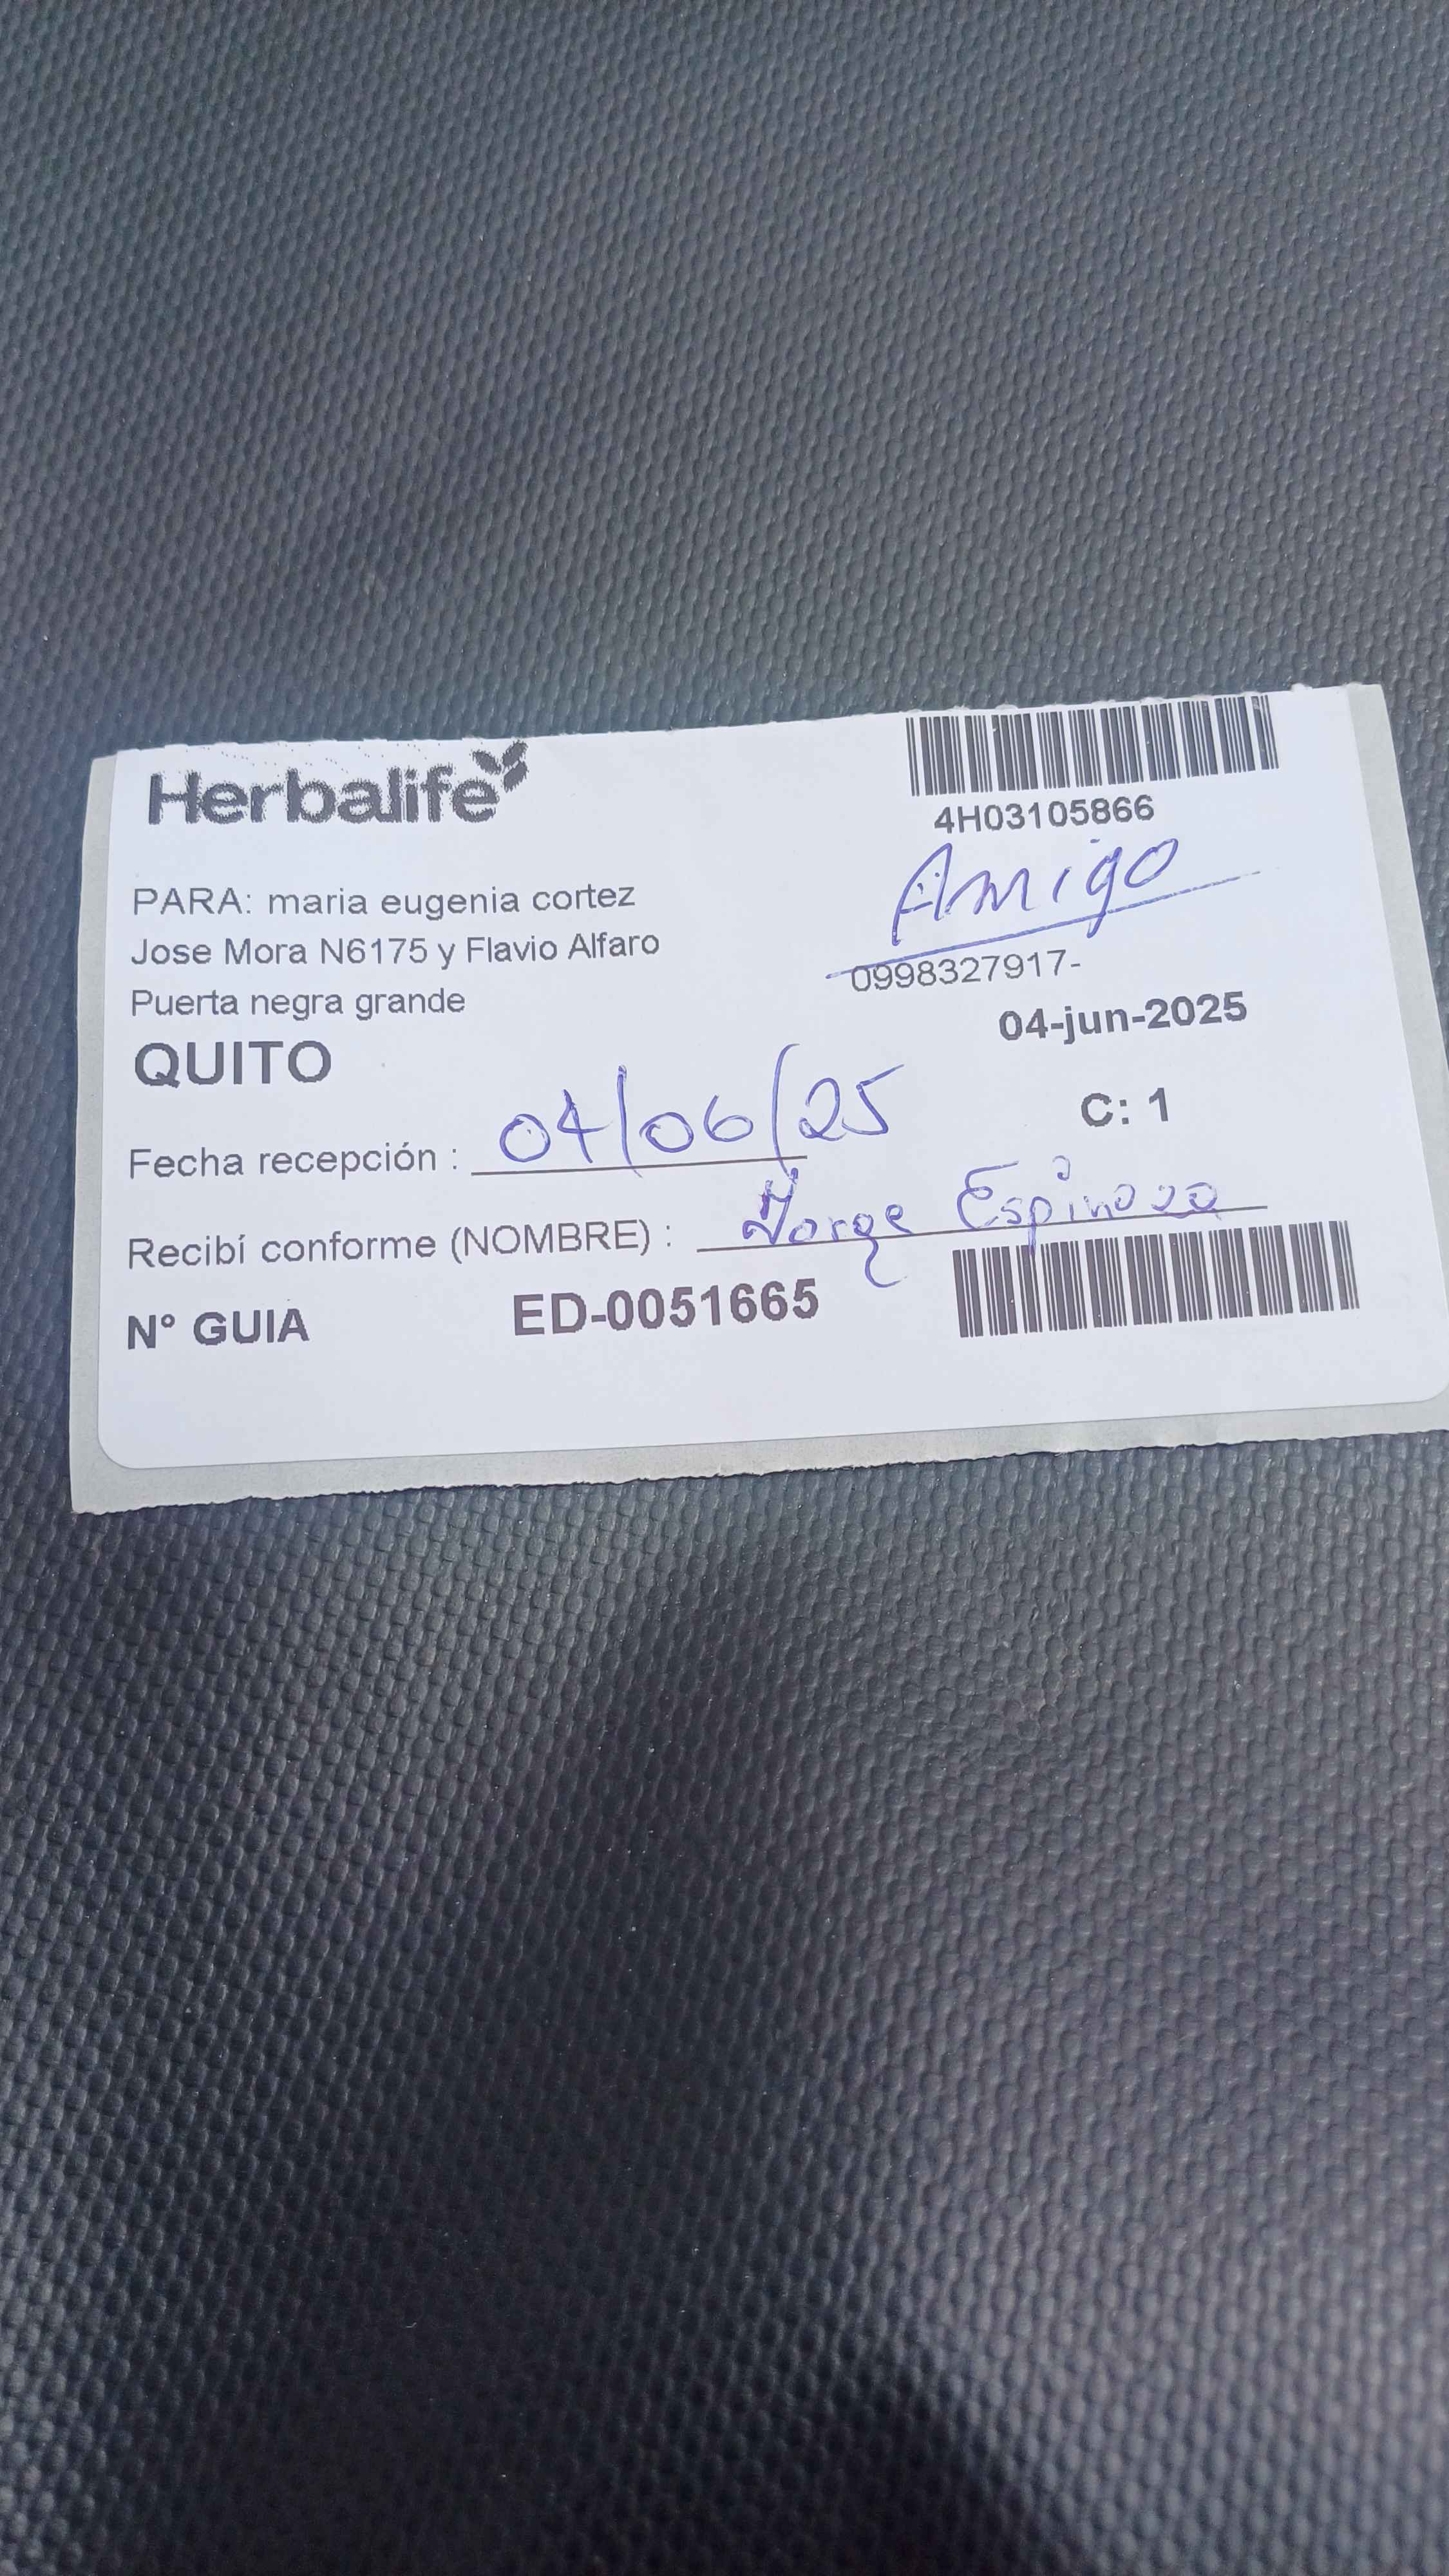 Herbalife
4H03105866
Amigo
PARA: maria eugenia cortez
Jose Mora N6175 y Flavio Alfaro
0998327917-
Puerta negra grande
04-jun-2025
QUITO
C: 1
Fecha recepción : 04/06/25
Recibí conforme (NOMBRE) : Jorge Espinoza
N° GUIA ED-0051665